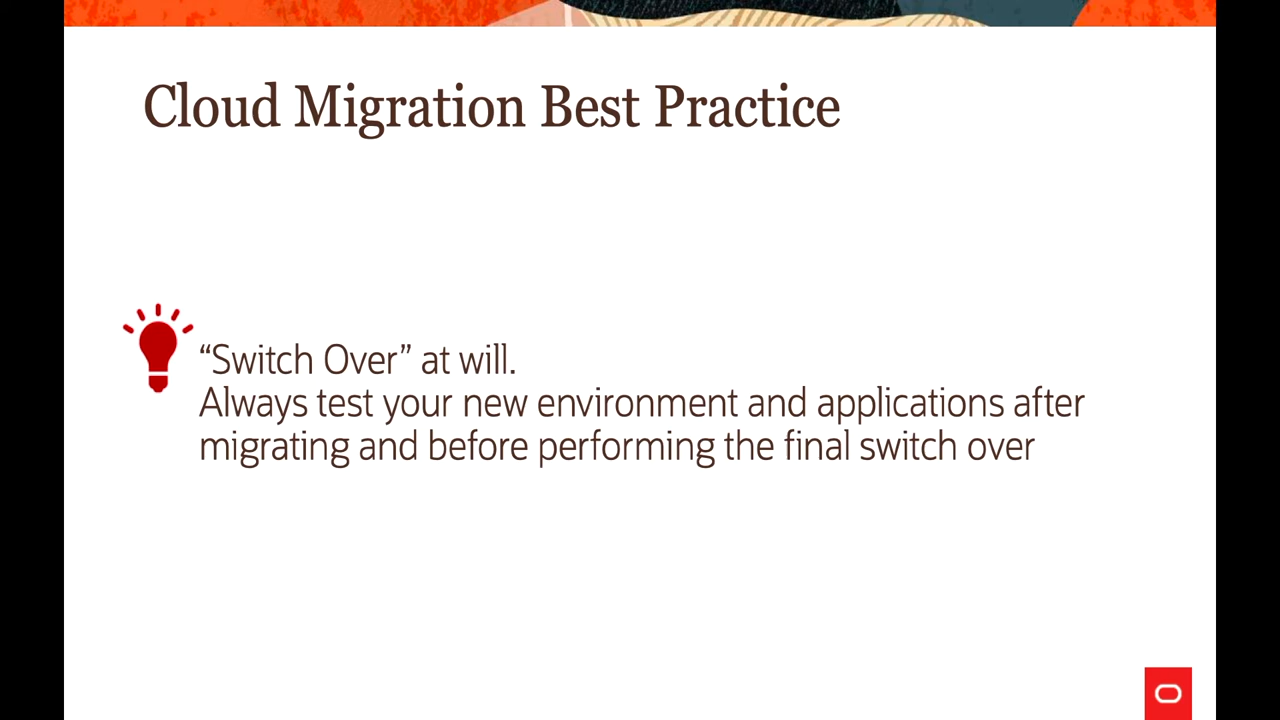 Cloud Migration Best Practice
“Switch Over” at will.
Always test your new environment and applications after
migrating and before performing the final switch over